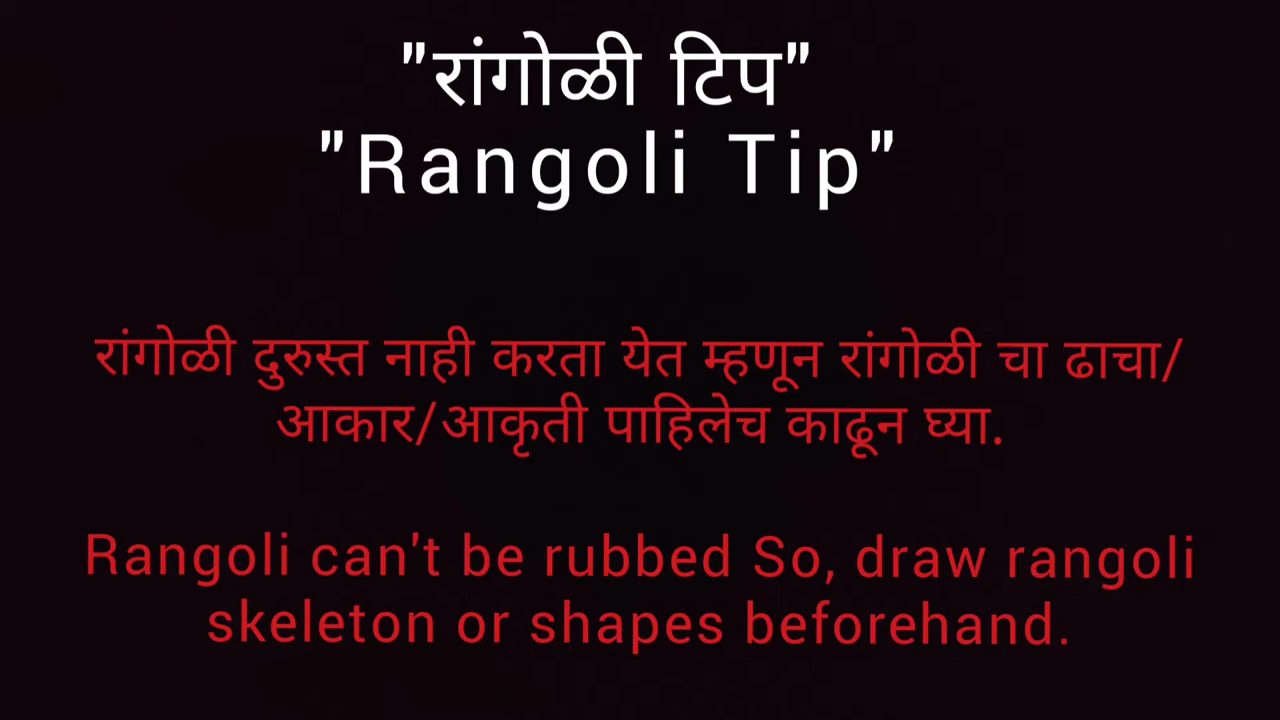 "रांगोळी टिप"
"Rangoli Tip"
रांगोळी दुरुस्त नाही करता येत म्हणून रांगोळी चा ढाचा/
आकार/आकृती पाहिलेच काढून घ्या.
Rangoli can't be rubbed So, draw rangoli
skeleton or shapes beforehand.